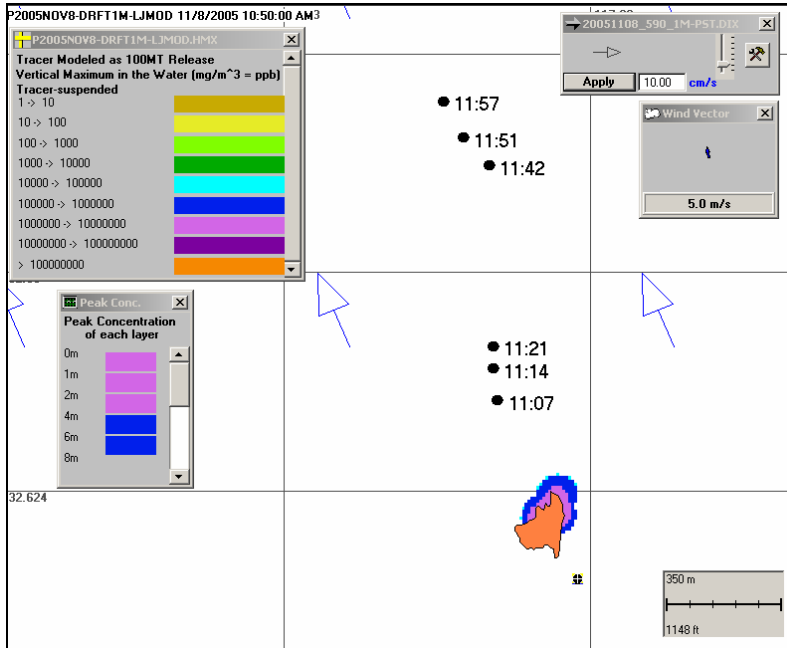 P2005NOV8-DRFT1M-LJMOD 11/8/2005 10:50:00 AM
P2005NOV8-DRFT1M-LJMOD.HMX
Tracer Modeled as 100MT Release
Vertical Maximum in the Water (mg/m^3 = ppb)
Tracer-suspended
1 -> 10
10 -> 100
100 -> 1000
1000 -> 10000
10000 -> 100000
100000 -> 1000000
1000000 -> 10000000
10000000 -> 100000000
> 100000000
20051108_590_1M-PST.DIX
Apply 10.00 cm/s
Wind Vector
5.0 m/s
11:57
11:51
11:42
Peak Conc.
Peak Concentration
of each layer
0m
1m
2m
4m
6m
8m
11:21
11:14
11:07
32.624
350 m
1148 ft